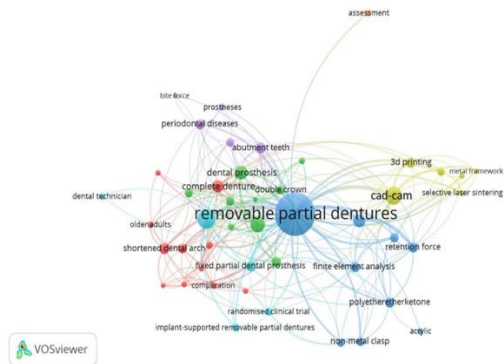 assessment
bite force
prostheses
periodontal diseases
abutment teeth
3d printing
metal framework
dental prosthesis
complete denture
double crown
cad-cam
selective laser sintering
dental technician
removable partial dentures
older adults
retention force
shortened dental arch
fixed partial dental prosthesis
finite element analysis
complication
polyetheretherketone
randomised clinical trial
implant-supported removable partial dentures
acrylic
non-metal clasp
VOSviewer